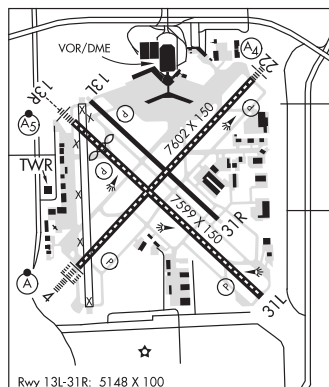 VOR/DME
A4
13R
13L
22
P
P
A5
7602 X 150
P
TWR
X
X
7599 X 150
31R
P
P
A
4
X
X
31L
Rwy 13L-31R: 5148 X 100